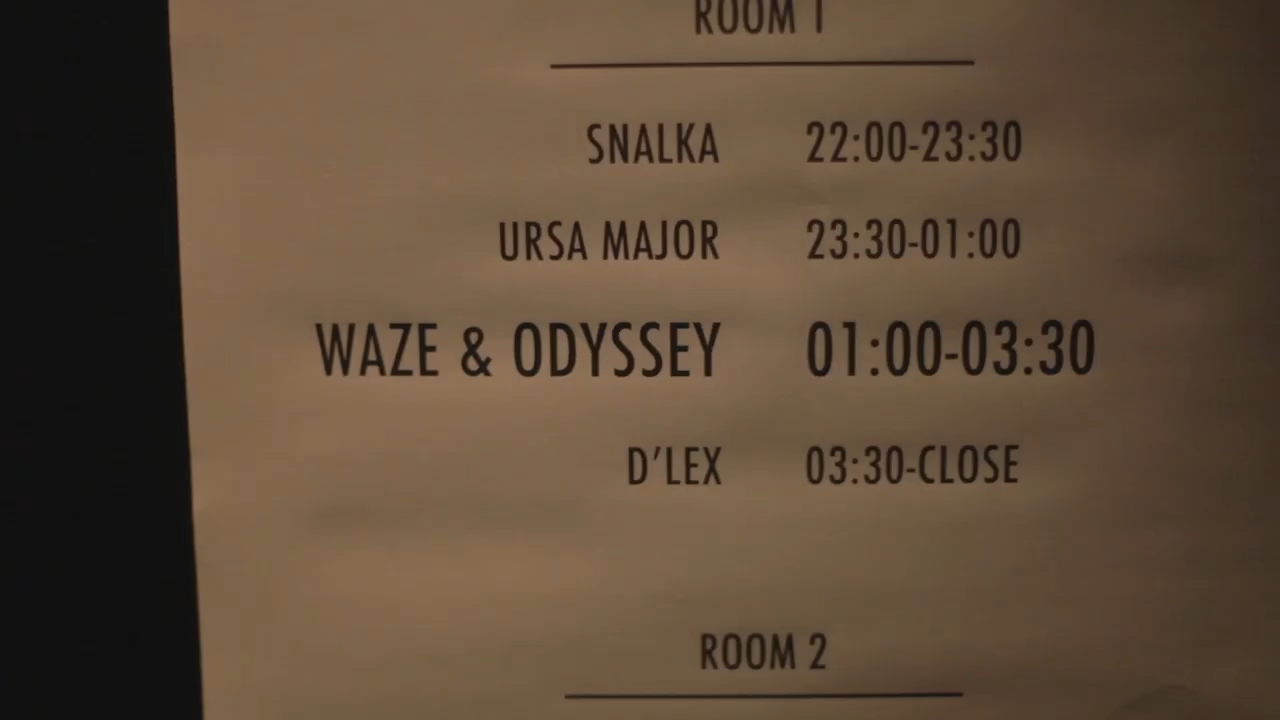 ROOM 1
SNALKA 22:00-23:30
URSA MAJOR 23:30-01:00
WAZE & ODYSSEY 01:00-03:30
D'LEX 03:30-CLOSE
ROOM 2